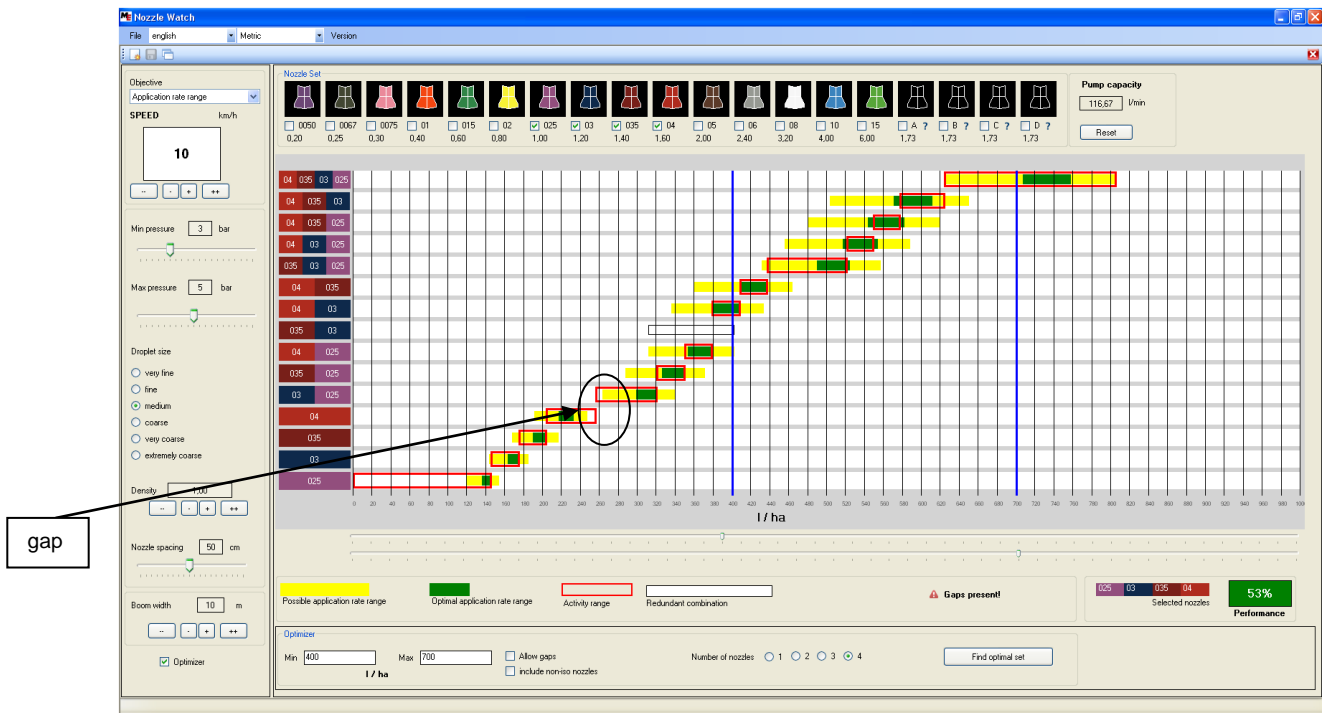 Nozzle Watch
File english Metric Version
Objective
Application rate range
SPEED km/h
10
-- - + ++
Min pressure 3 bar
Max pressure 5 bar
Droplet size
very fine
fine
medium
coarse
very coarse
extremely coarse
Density 1,00
-- - + ++
Nozzle spacing 50 cm
Boom width 10 m
-- - + ++
Optimizer
gap
Nozzle Set
0050 0067 0075 01 015 02 025 03 035 04 05 06 08 10 15 A ? B ? C ? D ?
0,20 0,25 0,30 0,40 0,60 0,80 1,00 1,20 1,40 1,60 2,00 2,40 3,20 4,00 6,00 1,73 1,73 1,73 1,73
Pump capacity
116,67 l/min
Reset
04 035 03 025
04 035 03
04 035 025
04 03 025
035 03 025
04 035
04 03
035 03
04 025
035 025
03 025
04
035
03
025
0 20 40 60 80 100 120 140 160 180 200 220 240 260 280 300 320 340 360 380 400 420 440 460 480 500 520 540 560 580 600 620 640 660 680 700 720 740 760 780 800 820 840 860 880 900 920 940 960 980 100
l / ha
Possible application rate range
Optimal application rate range
Activity range
Redundant combination
Gaps present!
025 03 035 04
Selected nozzles
53%
Performance
Optimizer
Min 400 Max 700
l / ha
Allow gaps
include non-iso nozzles
Number of nozzles 1 2 3 4
Find optimal set